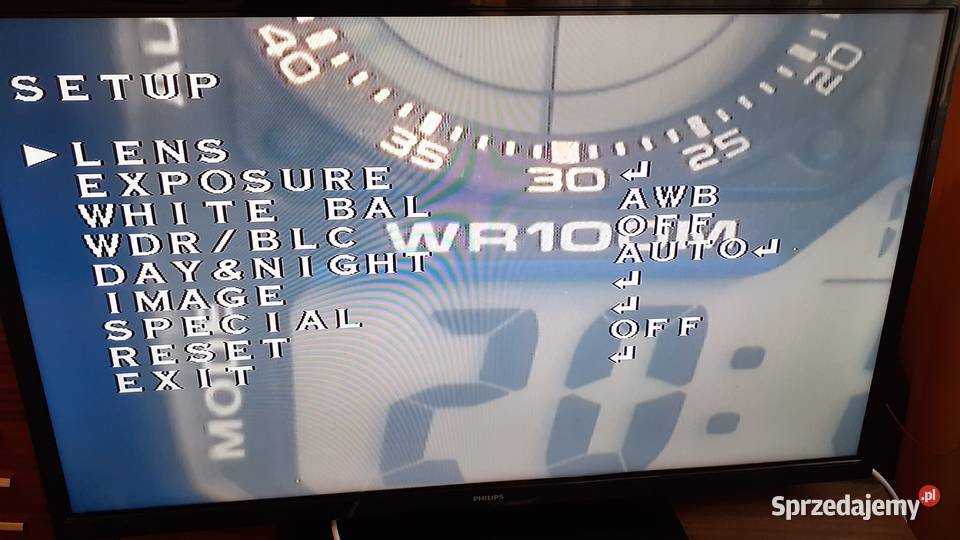 SETUP
LENS
EXPOSURE ↲
WHITE BAL AWB
WDR/BLC OFF
DAY&NIGHT AUTO↲
IMAGE ↲
SPECIAL ↲
RESET OFF
EXIT ↲
40
35
30
25
20
MO
PHILIPS
Sprzedajemy.pl